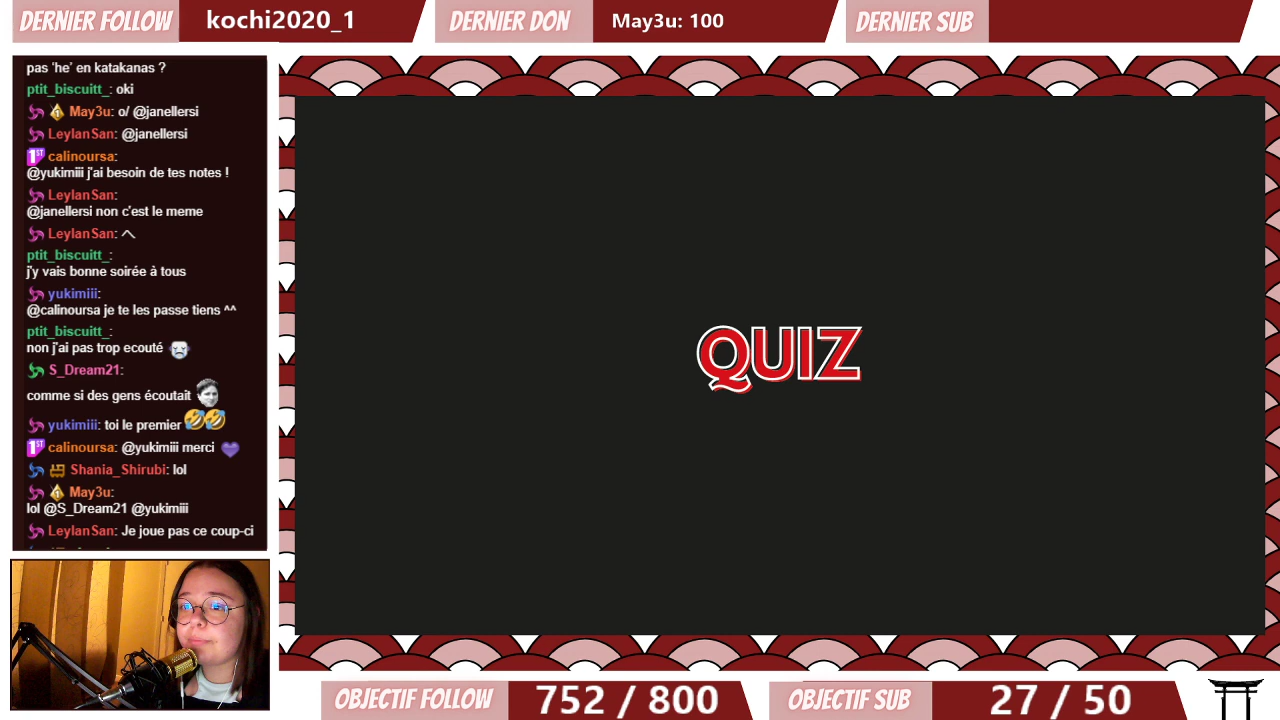 DERNIER FOLLOW
kochi2020_1
DERNIER DON
May3u: 100
DERNIER SUB
pas 'he' en katakanas ?
ptit_biscuitt_: oki
May3u: o/ @janellersi
LeylanSan: @janellersi
calinoursa:
@yukimiii j'ai besoin de tes notes !
LeylanSan:
@janellersi non c'est le meme
LeylanSan: へ
ptit_biscuitt_:
j'y vais bonne soirée à tous
yukimiii:
@calinoursa je te les passe tiens ^^
ptit_biscuitt_:
non j'ai pas trop ecouté
S_Dream21:
comme si des gens écoutait
yukimiii: toi le premier
calinoursa: @yukimiii merci
Shania_Shirubi: lol
May3u:
lol @S_Dream21 @yukimiii
LeylanSan: Je joue pas ce coup-ci
QUIZ
OBJECTIF FOLLOW
752 / 800
OBJECTIF SUB
27 / 50